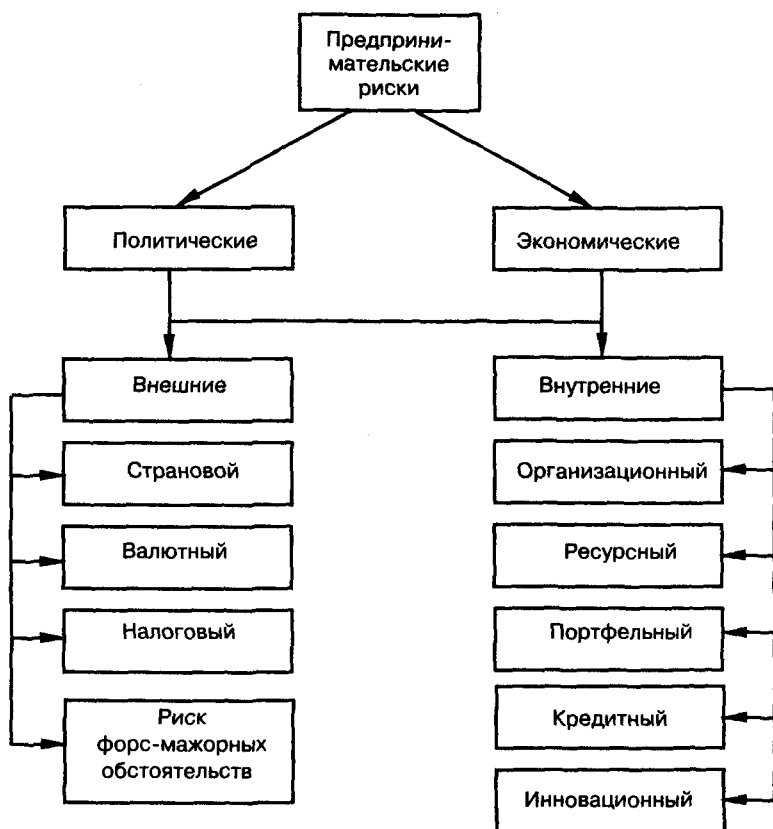 Предприни-
мательские
риски
Политические
Экономические
Внешние
Внутренние
Страновой
Организационный
Валютный
Ресурсный
Налоговый
Портфельный
Риск
форс-мажорных
обстоятельств
Кредитный
Инновационный